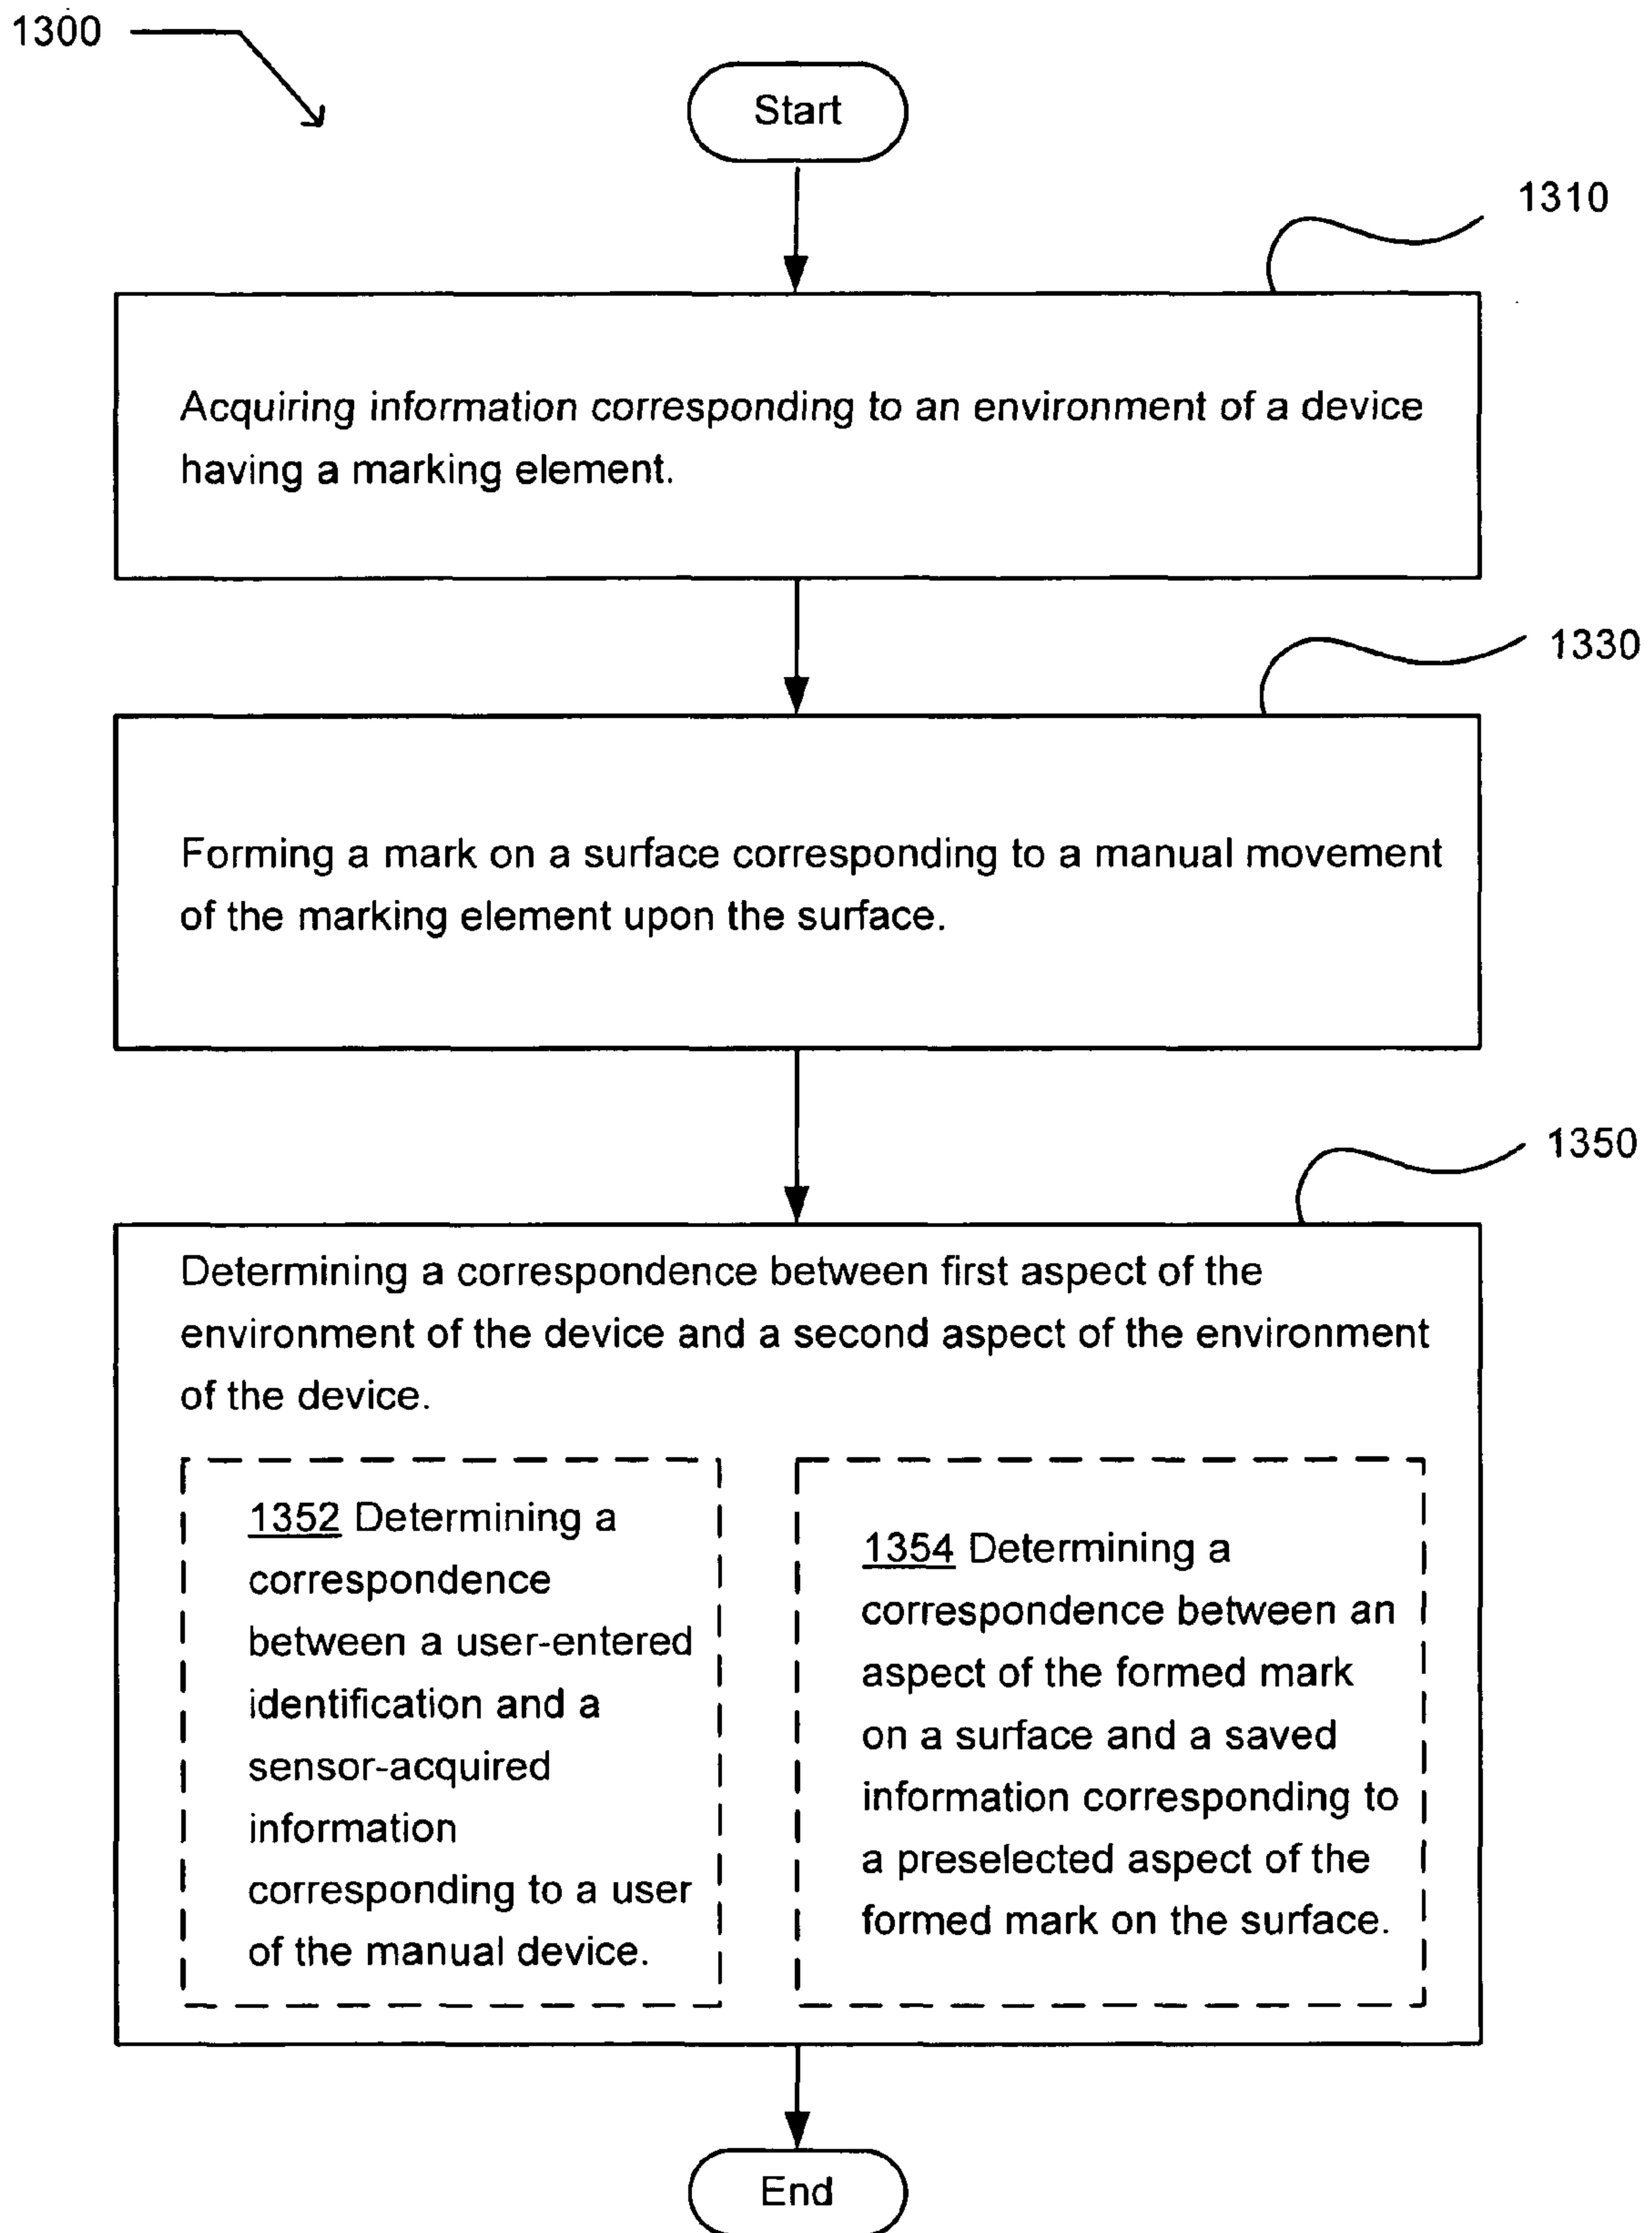 1300
Start
1310
Acquiring information corresponding to an environment of a device
having a marking element.
1330
Forming a mark on a surface corresponding to a manual movement
of the marking element upon the surface.
1350
Determining a correspondence between first aspect of the
environment of the device and a second aspect of the environment
of the device.
1352 Determining a
correspondence
between a user-entered
identification and a
sensor-acquired
information
corresponding to a user
of the manual device.
1354 Determining a
correspondence between an
aspect of the formed mark
on a surface and a saved
information corresponding to
a preselected aspect of the
formed mark on the surface.
End